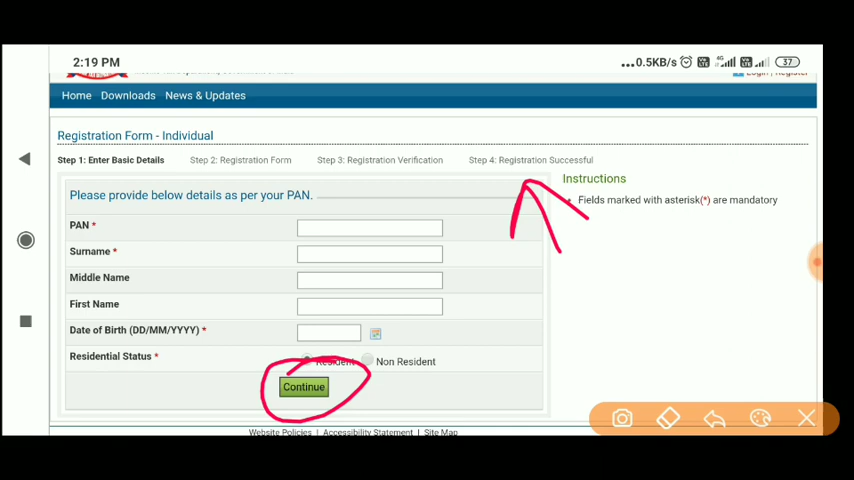 2:19 PM ...0.5KB/s 4G 37
Login / Register
Home Downloads News & Updates
Registration Form - Individual
Step 1: Enter Basic Details Step 2: Registration Form Step 3: Registration Verification Step 4: Registration Successful
Instructions
Fields marked with asterisk(*) are mandatory
Please provide below details as per your PAN.
PAN *
Surname *
Middle Name
First Name
Date of Birth (DD/MM/YYYY) *
Residential Status * Resident Non Resident
Continue
Website Policies | Accessibility Statement | Site Map